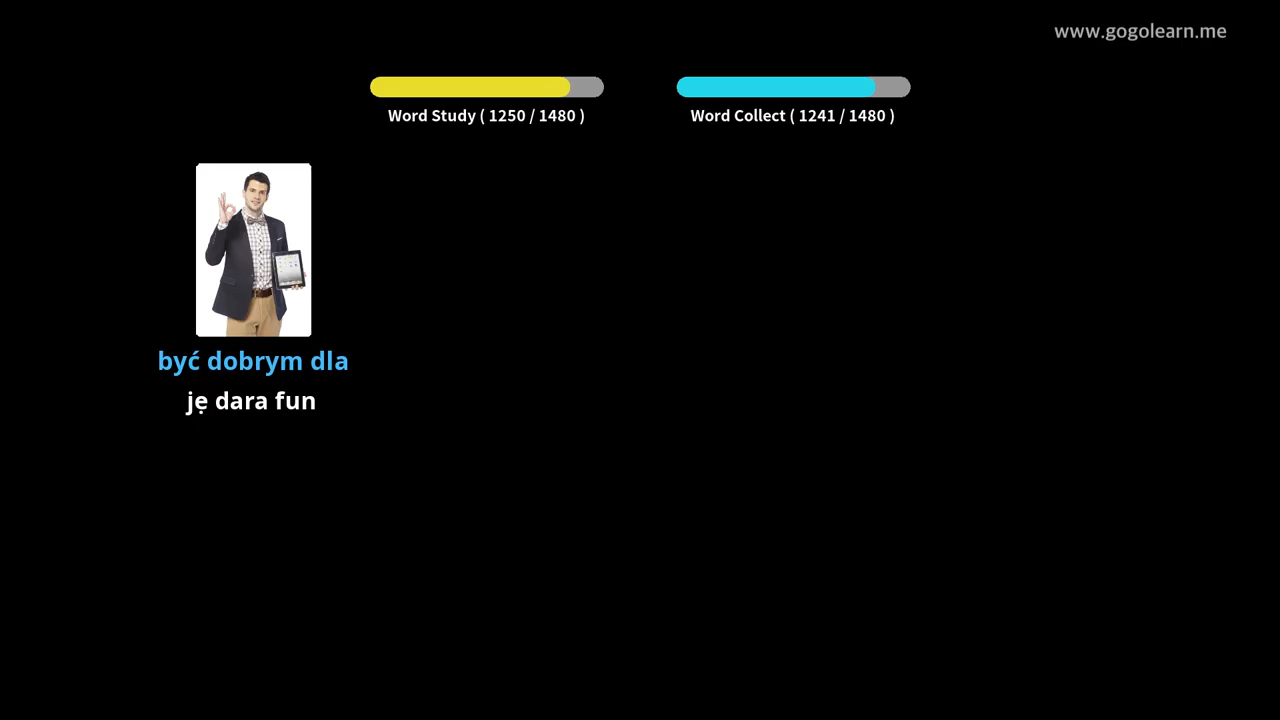 www.gogolearn.me
Word Study ( 1250 / 1480 )
Word Collect ( 1241 / 1480 )
być dobrym dla
jẹ dara fun